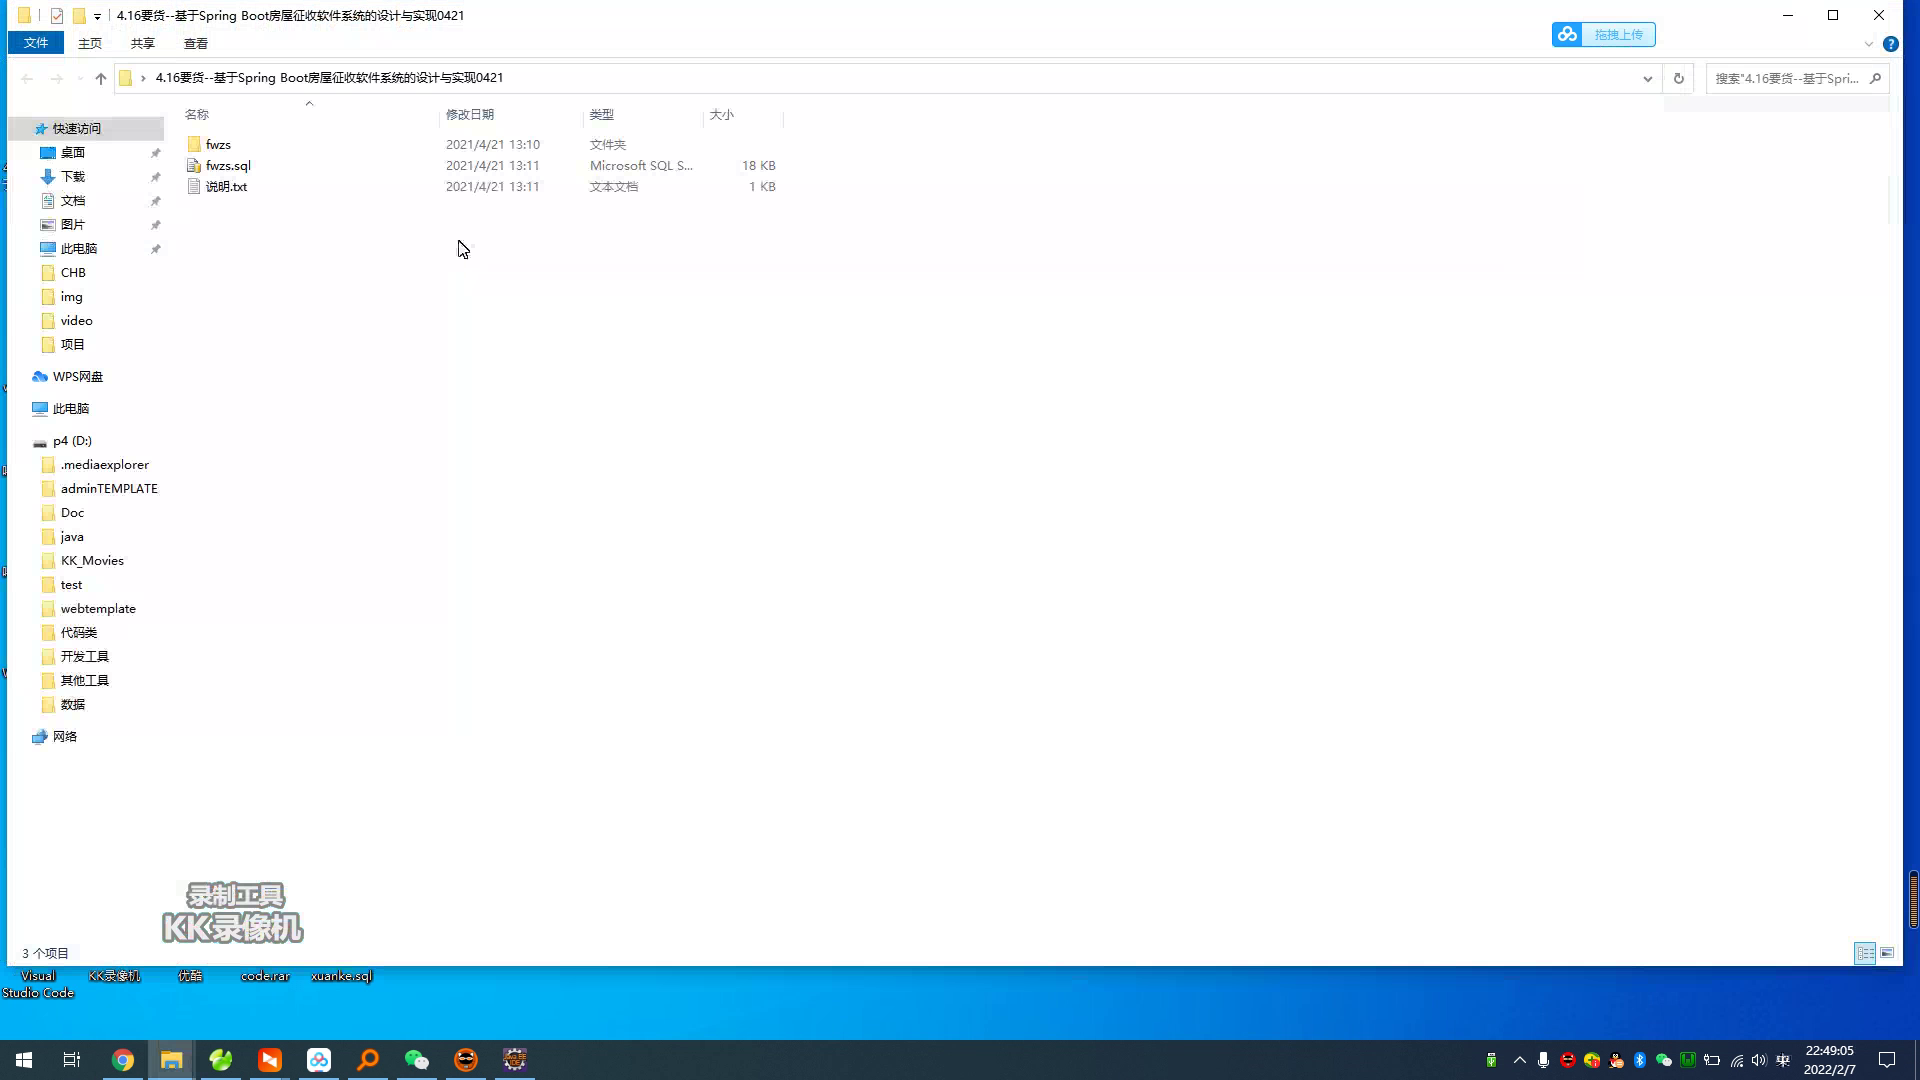 4.16要货--基于Spring Boot房屋征收软件系统的设计与实现0421
文件 主页 共享 查看
拖拽上传
4.16要货--基于Spring Boot房屋征收软件系统的设计与实现0421
搜索"4.16要货--基于Spri...
名称 修改日期 类型 大小
fwzs 2021/4/21 13:10 文件夹
fwzs.sql 2021/4/21 13:11 Microsoft SQL S... 18 KB
说明.txt 2021/4/21 13:11 文本文档 1 KB
快速访问
桌面
下载
文档
图片
此电脑
CHB
img
video
项目
WPS网盘
此电脑
p4 (D:)
.mediaexplorer
adminTEMPLATE
Doc
java
KK_Movies
test
webtemplate
代码类
开发工具
其他工具
数据
网络
录制工具
KK录像机
3 个项目
Visual Studio Code
KK录像机
优酷
code.rar
xuanke.sql
22:49:05
2022/2/7